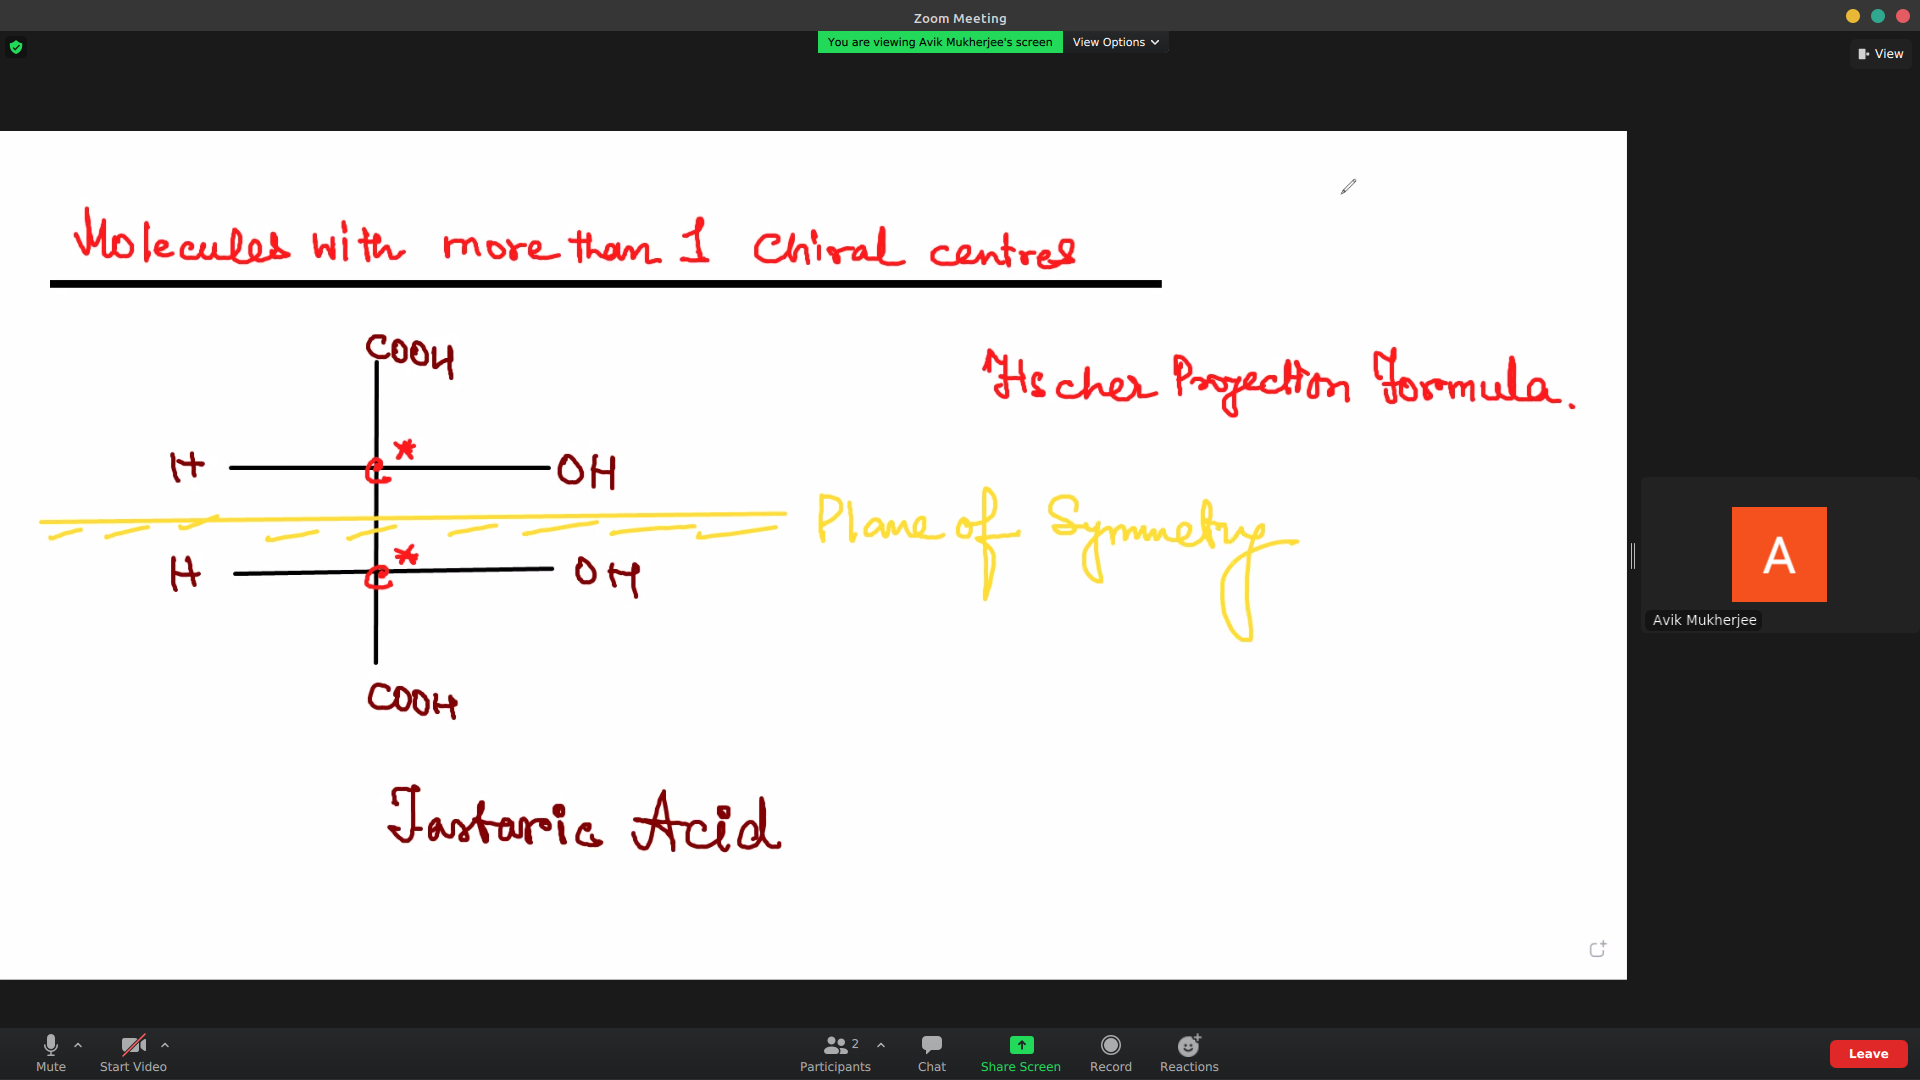 Zoom Meeting
You are viewing Avik Mukherjee's screen View Options
View
Molecules with more than 1 Chiral centres
COOH
Fischer Projection Formula.
*
H C OH
Plane of Symmetry
*
H C OH
COOH
A
Avik Mukherjee
Tartaric Acid
Mute Start Video Participants 2 Chat Share Screen Record Reactions Leave